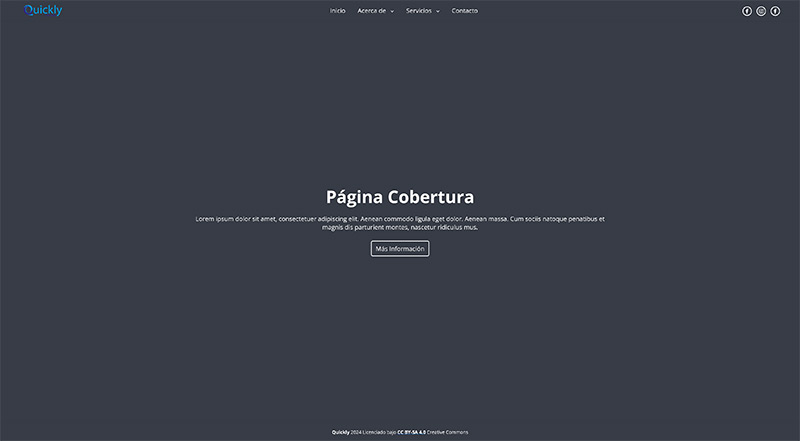 Quickly
Inicio Acerca de Servicios Contacto
Página Cobertura
Lorem ipsum dolor sit amet, consectetuer adipiscing elit. Aenean commodo ligula eget dolor. Aenean massa. Cum sociis natoque penatibus et
magnis dis parturient montes, nascetur ridiculus mus.
Más Información
Quickly 2024 Licenciado bajo CC BY-SA 4.0 Creative Commons